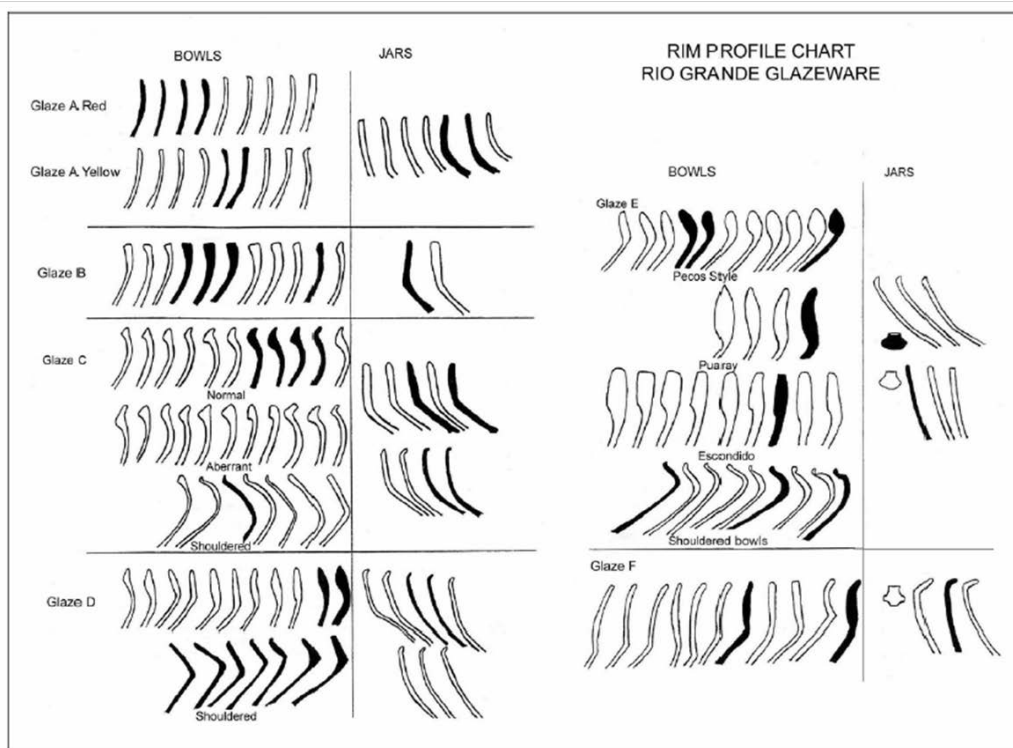 RIM PROFILE CHART
RIO GRANDE GLAZEWARE
BOWLS
JARS
Glaze A Red
Glaze A Yellow
Glaze B
Glaze C
Normal
Aberrant
Shouldered
Glaze D
Shouldered
BOWLS
JARS
Glaze E
Pecos Style
Puaray
Escondido
Shouldered bowls
Glaze F